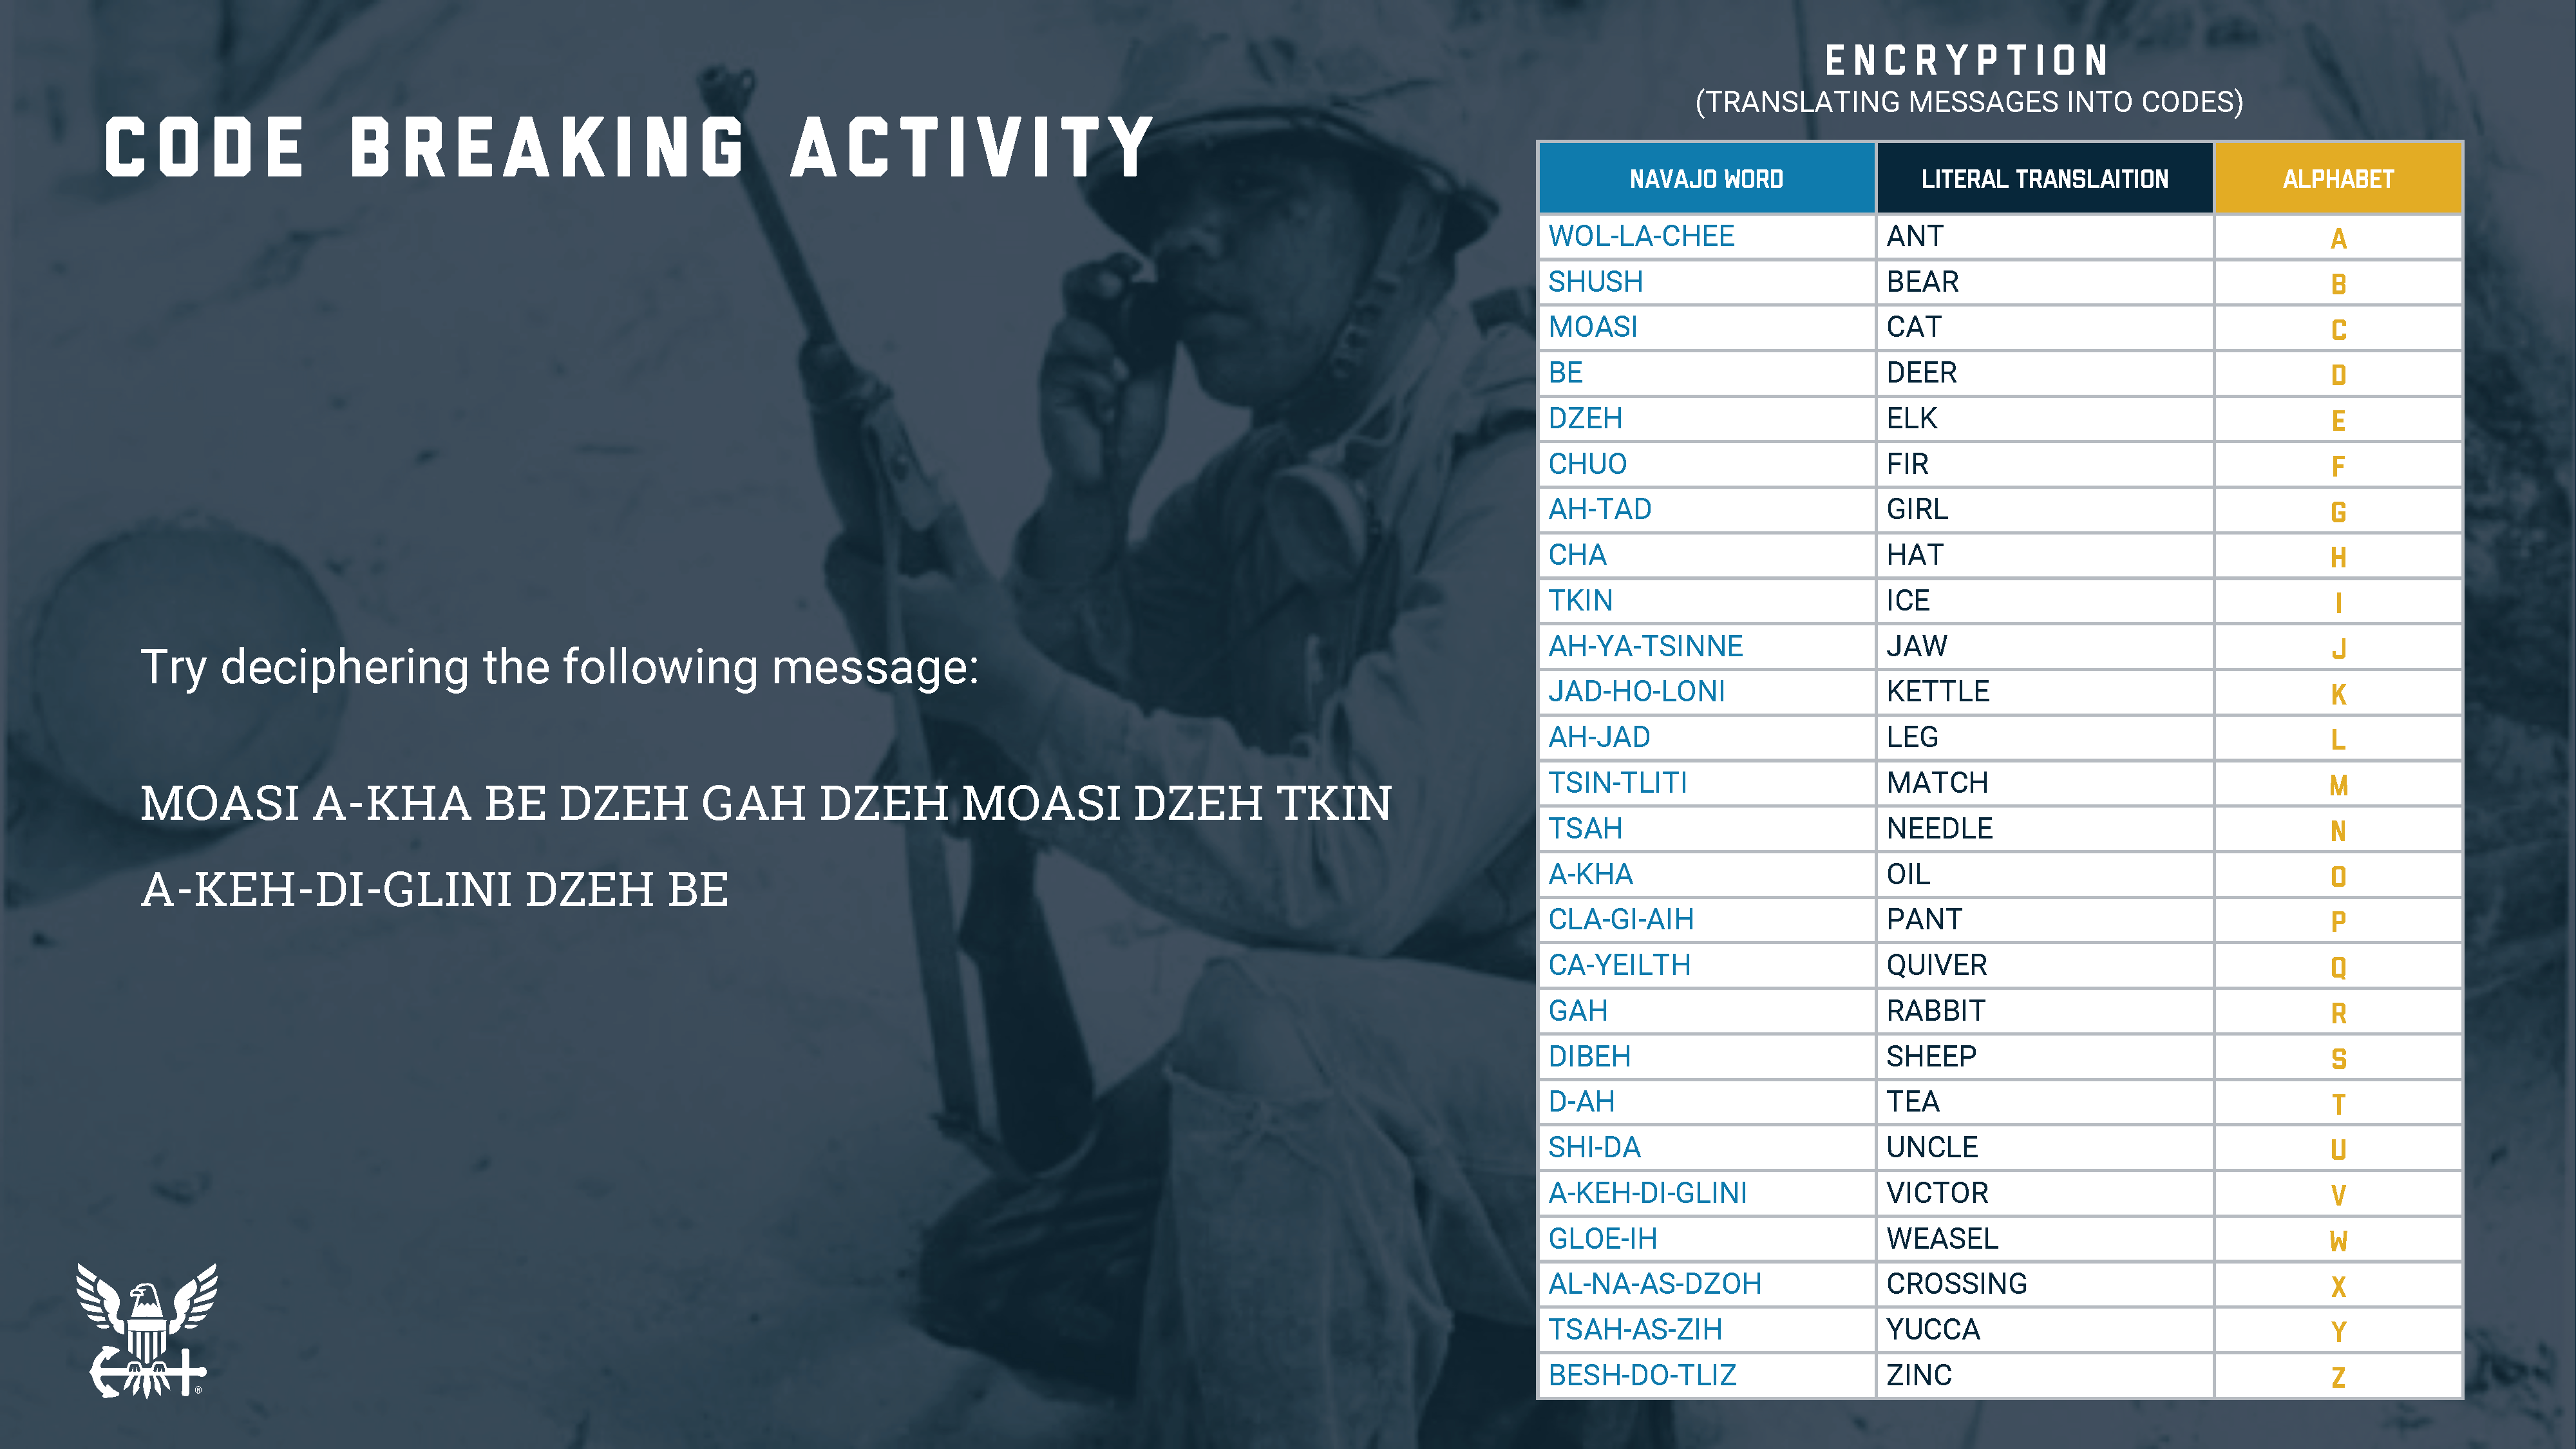 CODE BREAKING ACTIVITY
Try deciphering the following message:
MOASI A-KHA BE DZEH GAH DZEH MOASI DZEH TKIN
A-KEH-DI-GLINI DZEH BE
®
ENCRYPTION
(TRANSLATING MESSAGES INTO CODES)
NAVAJO WORD LITERAL TRANSLAITION ALPHABET
WOL-LA-CHEE ANT A
SHUSH BEAR B
MOASI CAT C
BE DEER D
DZEH ELK E
CHUO FIR F
AH-TAD GIRL G
CHA HAT H
TKIN ICE I
AH-YA-TSINNE JAW J
JAD-HO-LONI KETTLE K
AH-JAD LEG L
TSIN-TLITI MATCH M
TSAH NEEDLE N
A-KHA OIL O
CLA-GI-AIH PANT P
CA-YEILTH QUIVER Q
GAH RABBIT R
DIBEH SHEEP S
D-AH TEA T
SHI-DA UNCLE U
A-KEH-DI-GLINI VICTOR V
GLOE-IH WEASEL W
AL-NA-AS-DZOH CROSSING X
TSAH-AS-ZIH YUCCA Y
BESH-DO-TLIZ ZINC Z